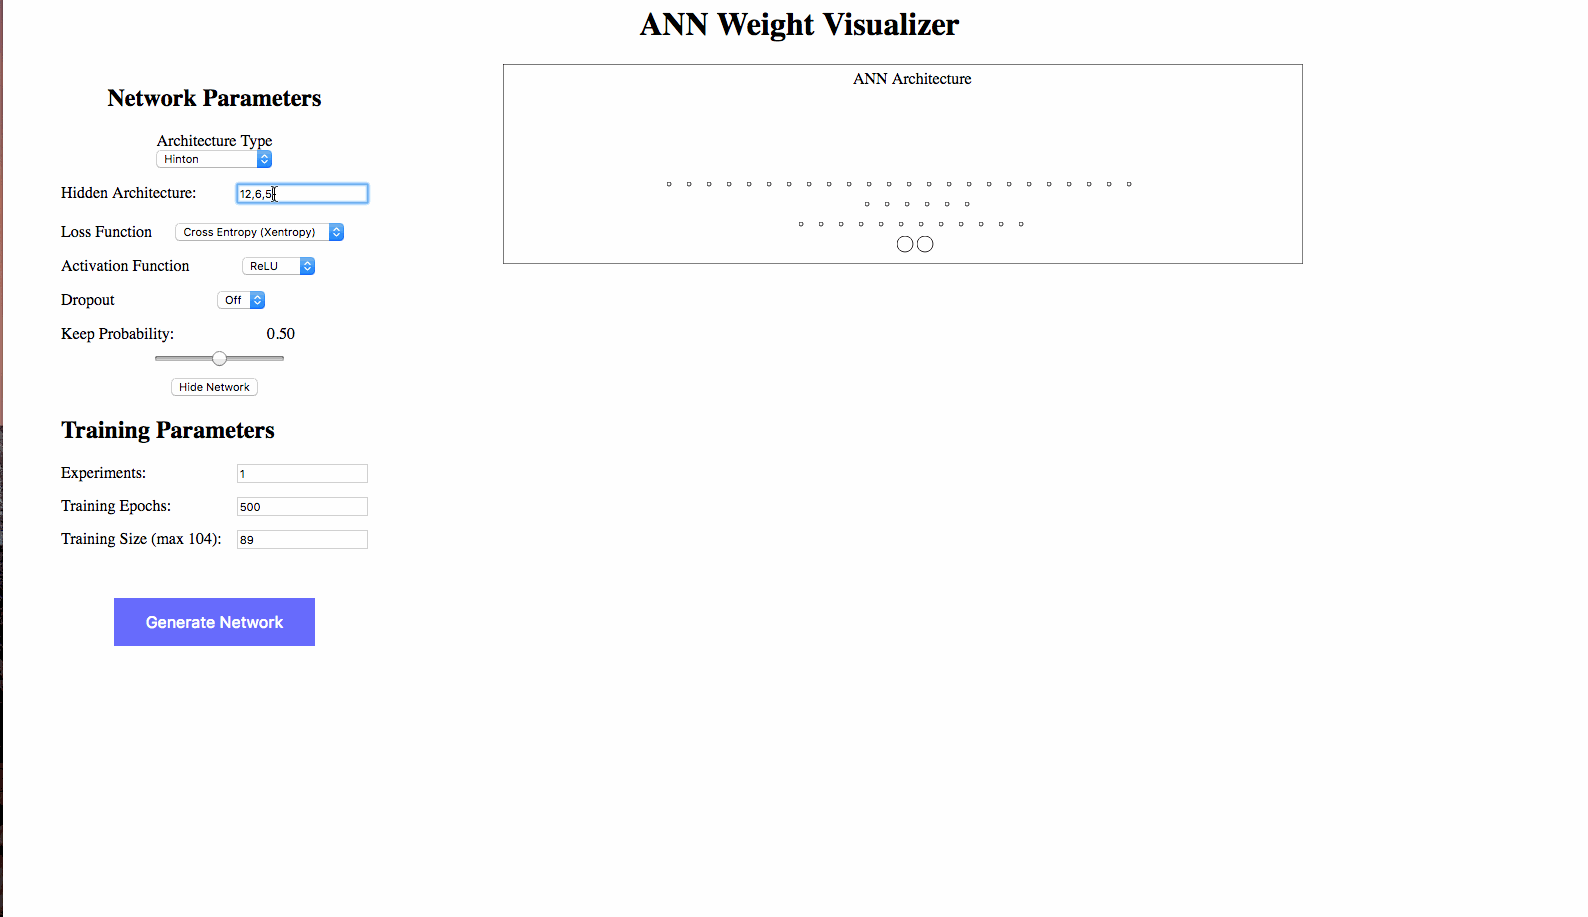 ANN Weight Visualizer
ANN Architecture
Network Parameters
Architecture Type
Hinton
Hidden Architecture: 12,6,5
Loss Function Cross Entropy (Xentropy)
Activation Function ReLU
Dropout Off
Keep Probability: 0.50
Hide Network
Training Parameters
Experiments: 1
Training Epochs: 500
Training Size (max 104): 89
Generate Network